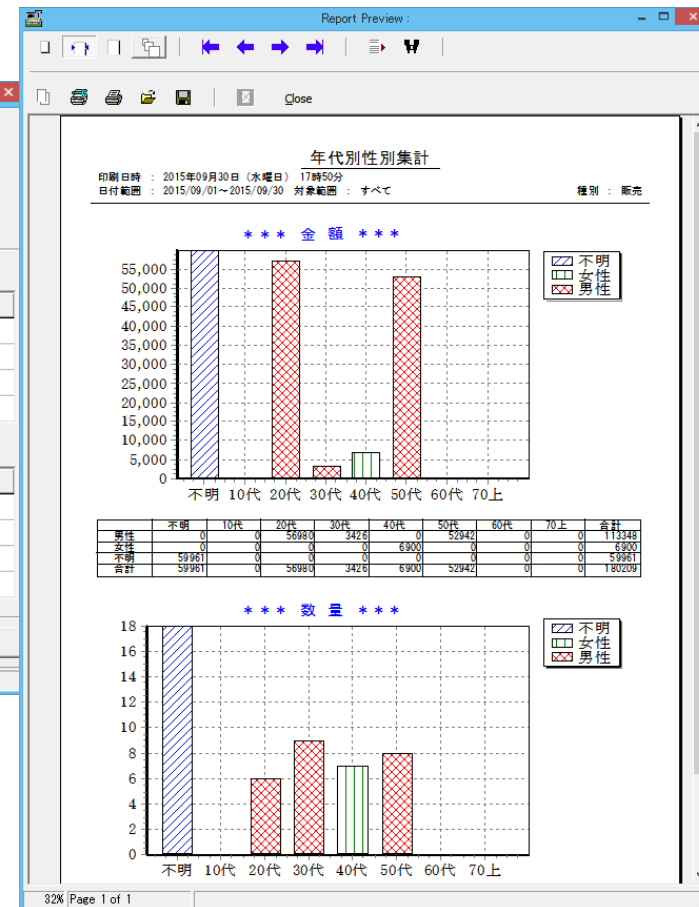 Report Preview :
Close
年代別性別集計
印刷日時 : 2015年09月30日(水曜日) 17時50分
日付範囲 : 2015/09/01～2015/09/30 対象範囲 : すべて 種別 : 販売
*** 金 額 ***
不明
女性
男性
55,000
50,000
45,000
40,000
35,000
30,000
25,000
20,000
15,000
10,000
5,000
0
不明 10代 20代 30代 40代 50代 60代 70上
不明 10代 20代 30代 40代 50代 60代 70上 合計
男性 0 0 56980 3426 0 52942 0 0 113348
女性 0 0 0 0 6900 0 0 0 6900
不明 59961 0 0 0 0 0 0 0 59961
合計 59961 0 56980 3426 6900 52942 0 0 180209
*** 数 量 ***
不明
女性
男性
18
16
14
12
10
8
6
4
2
0
不明 10代 20代 30代 40代 50代 60代 70上
32% Page 1 of 1